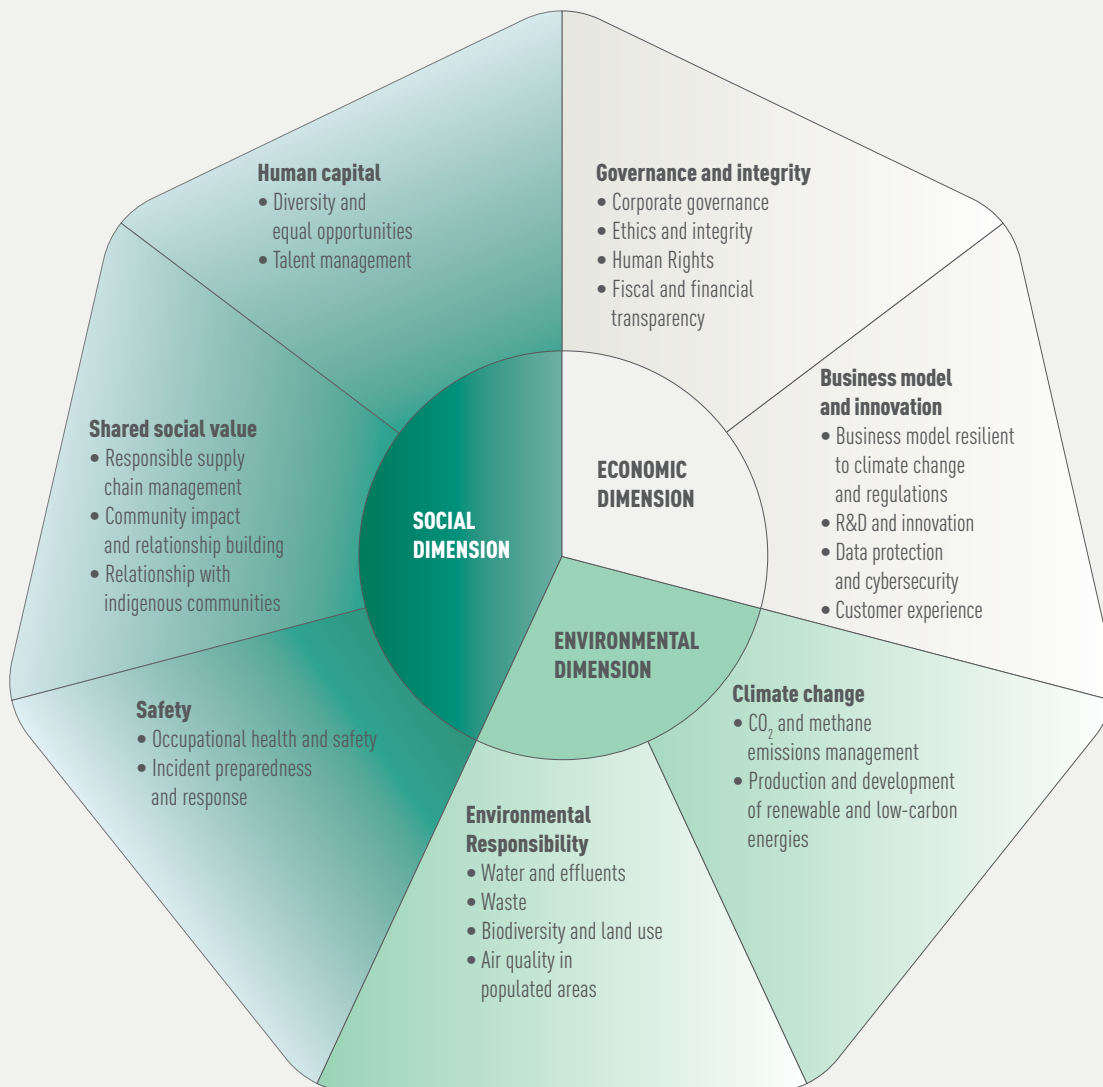 Human capital
• Diversity and
equal opportunities
• Talent management
Governance and integrity
• Corporate governance
• Ethics and integrity
• Human Rights
• Fiscal and financial
transparency
Business model
and innovation
• Business model resilient
to climate change
and regulations
• R&D and innovation
• Data protection
and cybersecurity
• Customer experience
Shared social value
• Responsible supply
chain management
• Community impact
and relationship building
• Relationship with
indigenous communities
SOCIAL
DIMENSION
ECONOMIC
DIMENSION
ENVIRONMENTAL
DIMENSION
Safety
• Occupational health and safety
• Incident preparedness
and response
Climate change
• CO₂ and methane
emissions management
• Production and development
of renewable and low-carbon
energies
Environmental
Responsibility
• Water and effluents
• Waste
• Biodiversity and land use
• Air quality in
populated areas